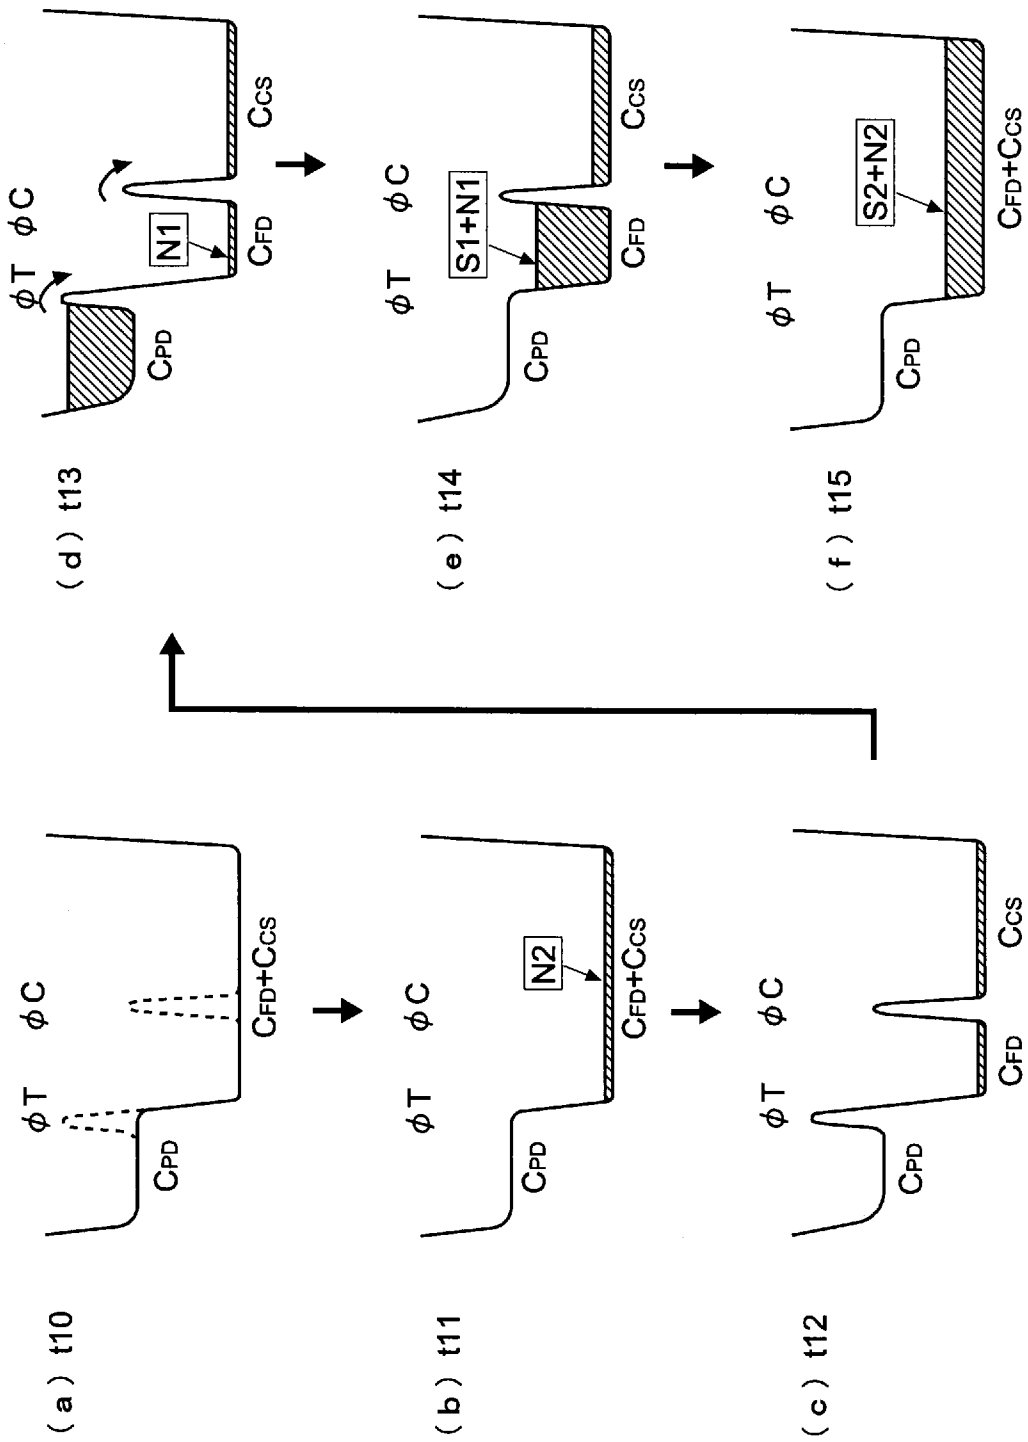 ( a ) t10
φT
φC
CPD
CFD+CCS
( b ) t11
φT
φC
N2
CPD
CFD+CCS
( c ) t12
φT
φC
CPD
CFD
CCS
( d ) t13
φT
φC
N1
CPD
CFD
CCS
( e ) t14
φT
φC
S1+N1
CPD
CFD
CCS
( f ) t15
φT
φC
S2+N2
CPD
CFD+CCS